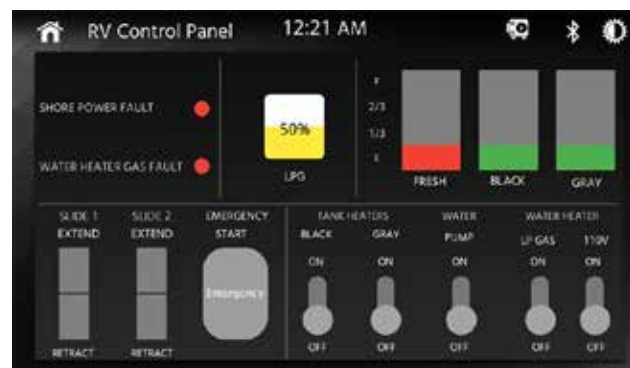 RV Control Panel
12:21 AM
SHORE POWER FAULT
WATER HEATER GAS FAULT
50%
LPG
F
2/3
1/3
E
FRESH
BLACK
GRAY
SLIDE 1
EXTEND
RETRACT
SLIDE 2
EXTEND
RETRACT
EMERGENCY
START
Emergency
TANK HEATERS
BLACK
ON
OFF
GRAY
ON
OFF
WATER
PUMP
ON
OFF
WATER HEATER
LP GAS
ON
OFF
110V
ON
OFF